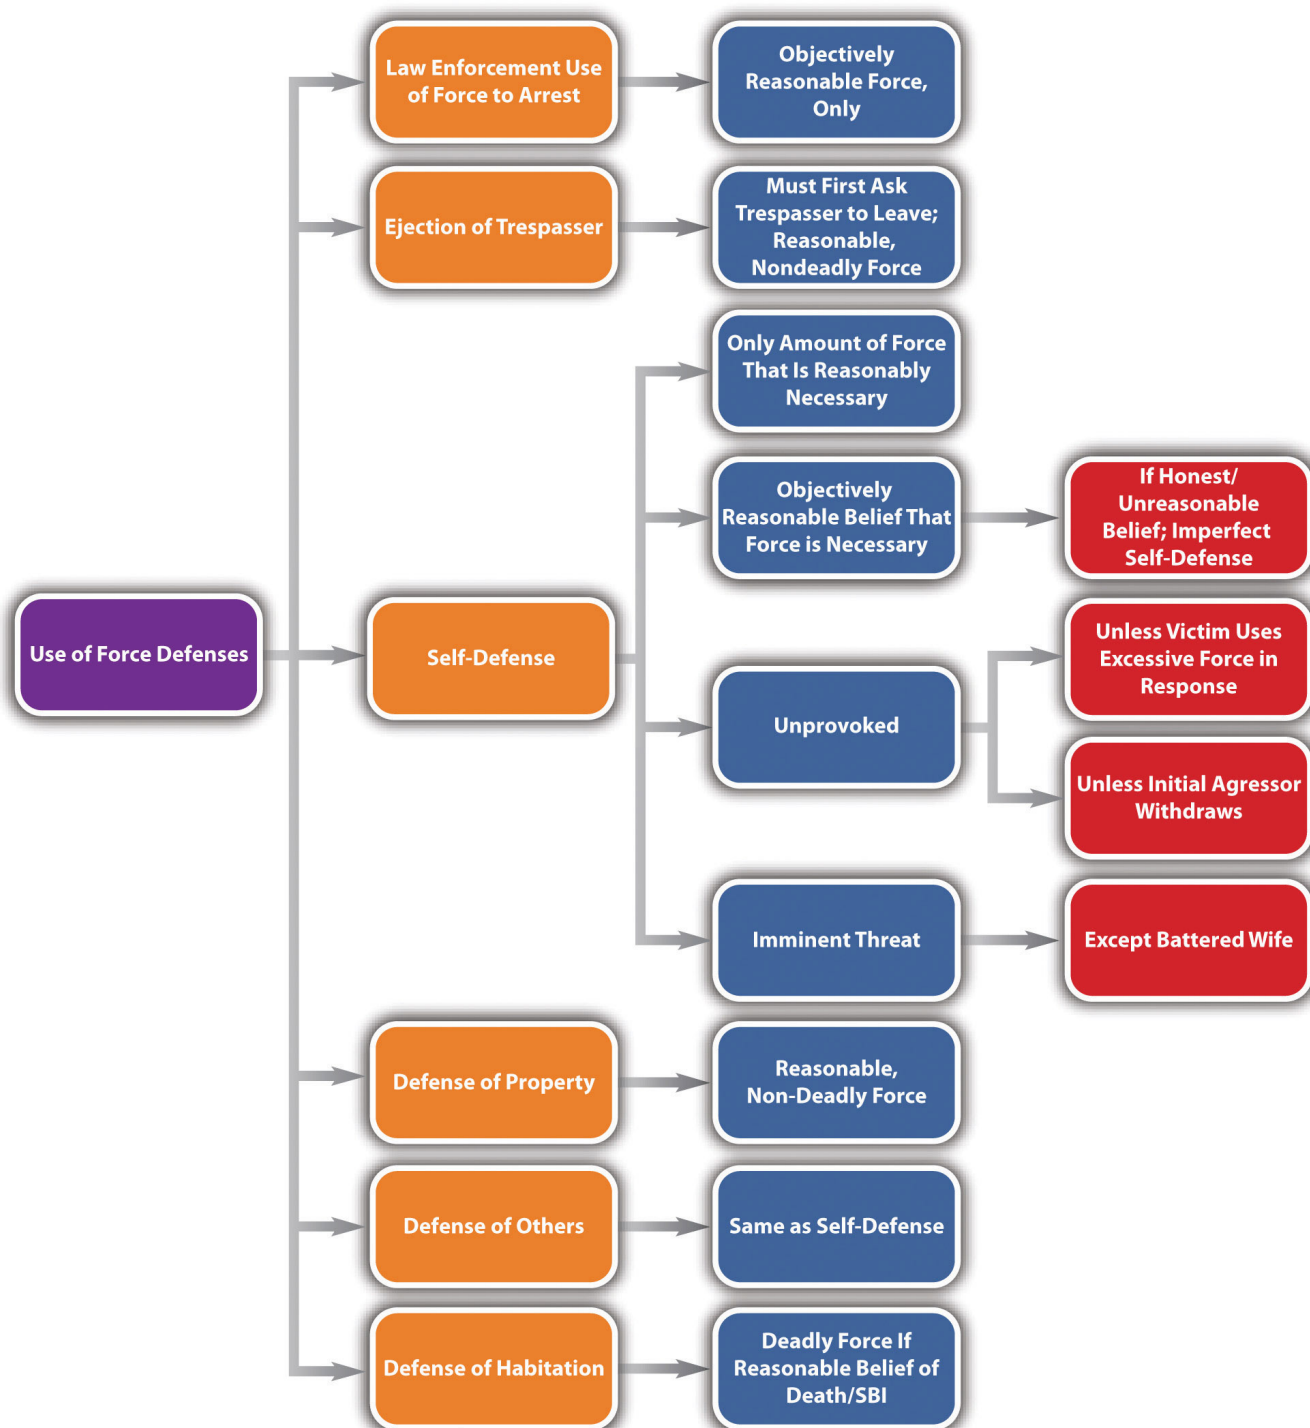 Law Enforcement Use
of Force to Arrest
Objectively
Reasonable Force,
Only
Ejection of Trespasser
Must First Ask
Trespasser to Leave;
Reasonable,
Nondeadly Force
Use of Force Defenses
Self-Defense
Only Amount of Force
That Is Reasonably
Necessary
Objectively
Reasonable Belief That
Force is Necessary
If Honest/
Unreasonable
Belief; Imperfect
Self-Defense
Unprovoked
Unless Victim Uses
Excessive Force in
Response
Unless Initial Agressor
Withdraws
Imminent Threat
Except Battered Wife
Defense of Property
Reasonable,
Non-Deadly Force
Defense of Others
Same as Self-Defense
Defense of Habitation
Deadly Force If
Reasonable Belief of
Death/SBI